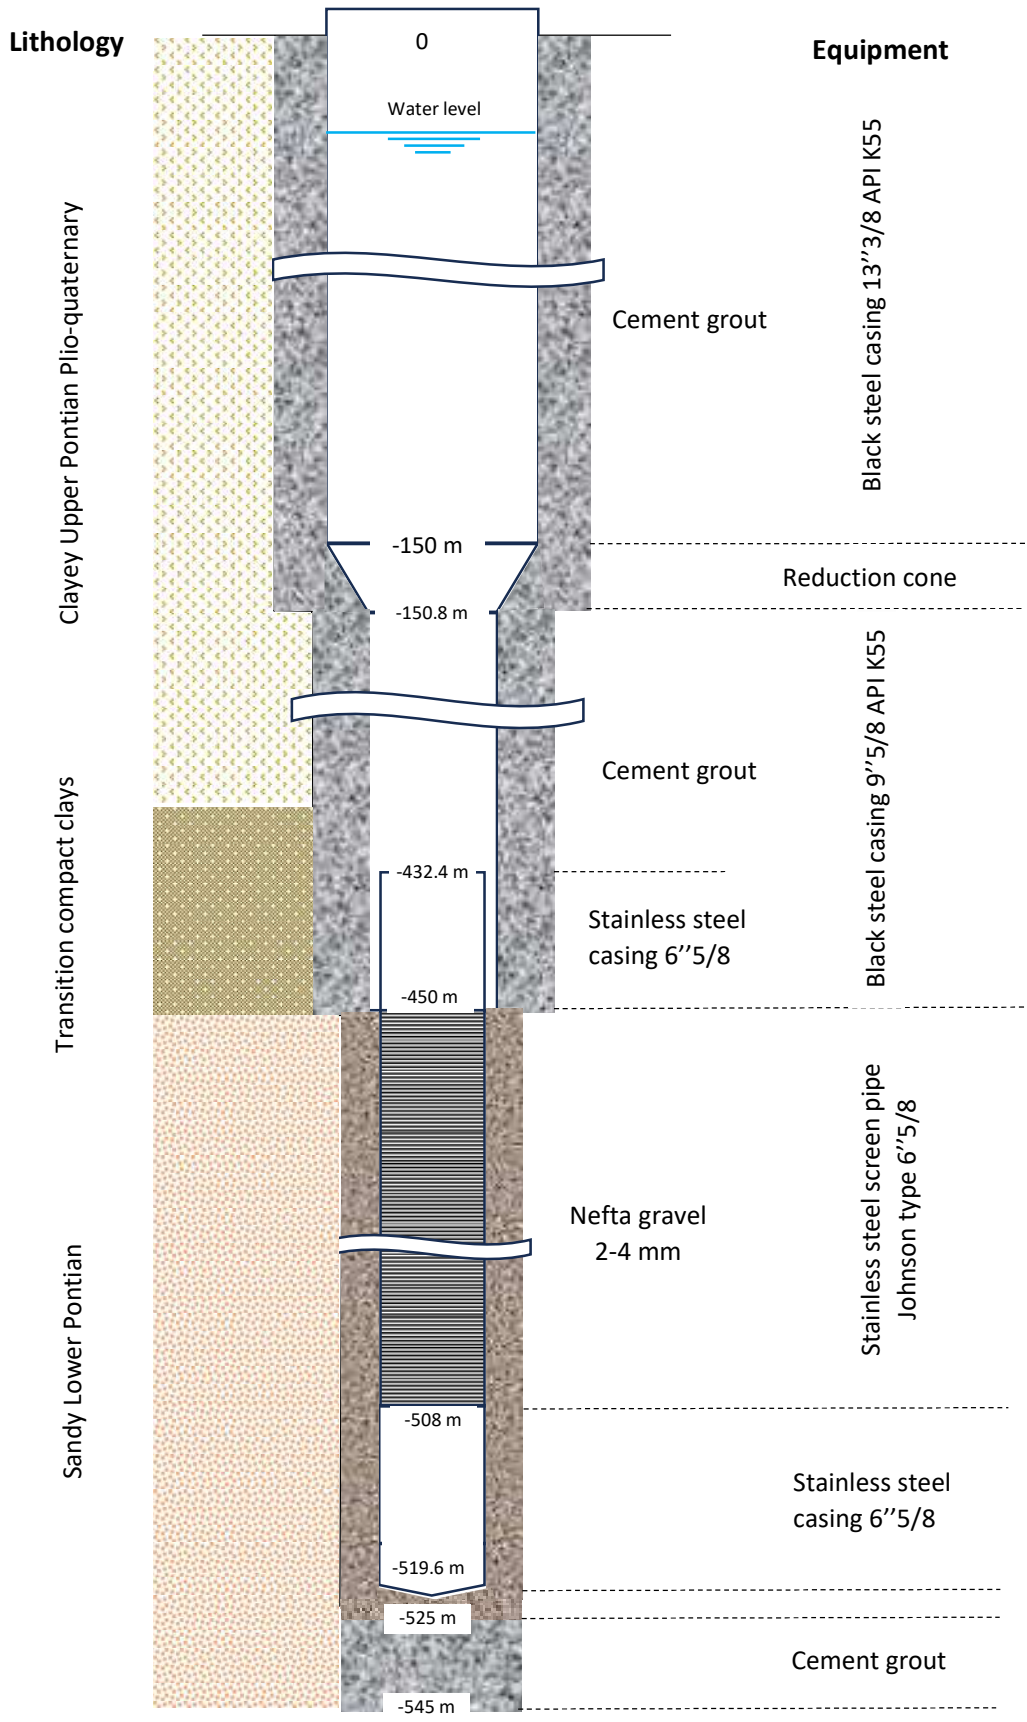 Lithology
0
Equipment
Water level
Clayey Upper Pontian Plio-quaternary
Black steel casing 13’’3/8 API K55
Cement grout
-150 m
Reduction cone
-150.8 m
Black steel casing 9’’5/8 API K55
Cement grout
Transition compact clays
-432.4 m
Stainless steel
casing 6’’5/8
-450 m
Stainless steel screen pipe
Johnson type 6’’5/8
Nefta gravel
2-4 mm
Sandy Lower Pontian
-508 m
Stainless steel
casing 6’’5/8
-519.6 m
-525 m
Cement grout
-545 m